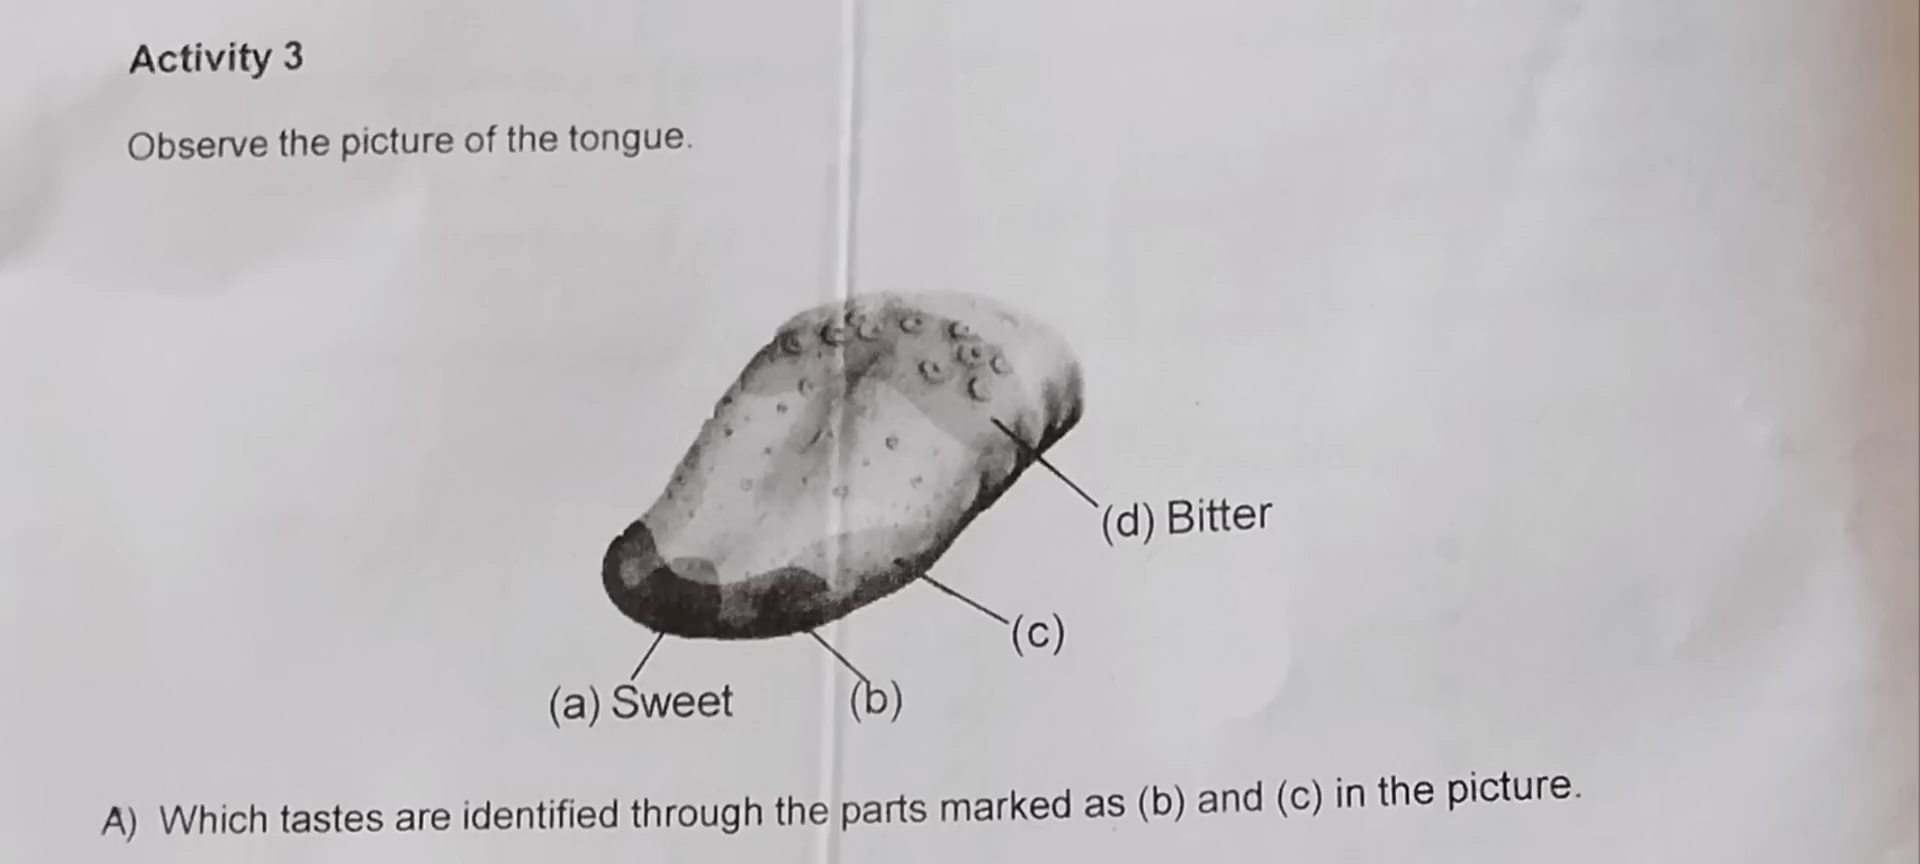 Activity 3
Observe the picture of the tongue.
(d) Bitter
(c)
(a) Sweet
(b)
A) Which tastes are identified through the parts marked as (b) and (c) in the picture.